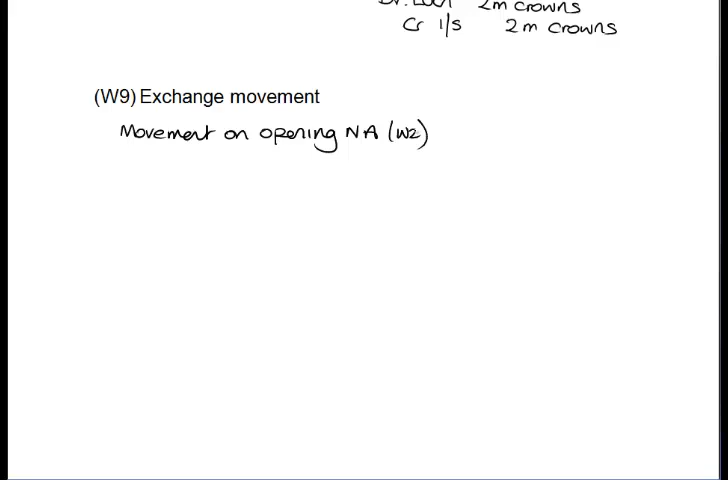 2m crowns
Cr I/S 2m crowns
(W9) Exchange movement
Movement on opening NA (W2)